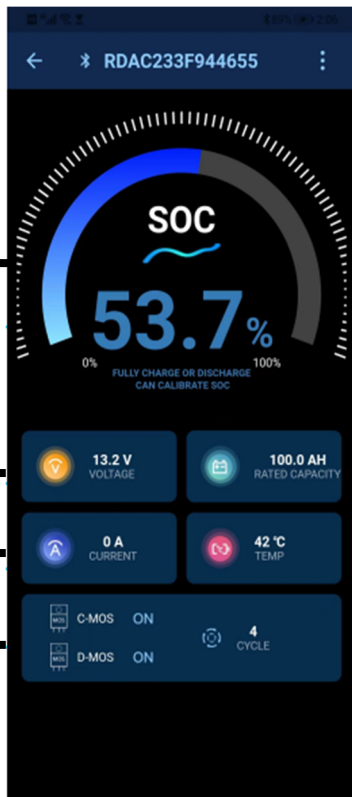 RDAC233F944655
SOC
53.7%
0% 100%
FULLY CHARGE OR DISCHARGE
CAN CALIBRATE SOC
13.2 V
VOLTAGE
100.0 AH
RATED CAPACITY
0 A
CURRENT
42 ℃
TEMP
MOS C-MOS ON
MOS D-MOS ON
4
CYCLE